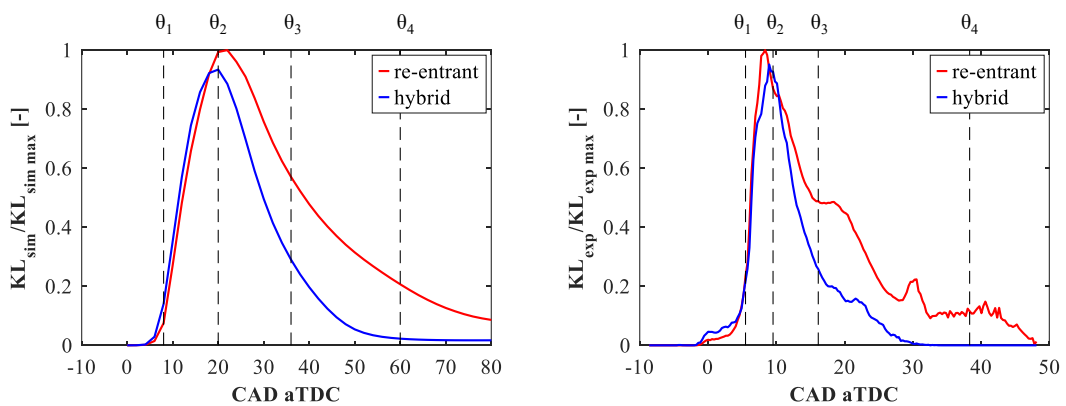 θ1 θ2 θ3 θ4
1
0.8
0.6
0.4
0.2
0
-10 0 10 20 30 40 50 60 70 80
KLsim/KLsim max [-]
CAD aTDC
re-entrant
hybrid
θ1 θ2 θ3 θ4
1
0.8
0.6
0.4
0.2
0
-10 0 10 20 30 40 50
KLexp/KLexp max [-]
CAD aTDC
re-entrant
hybrid